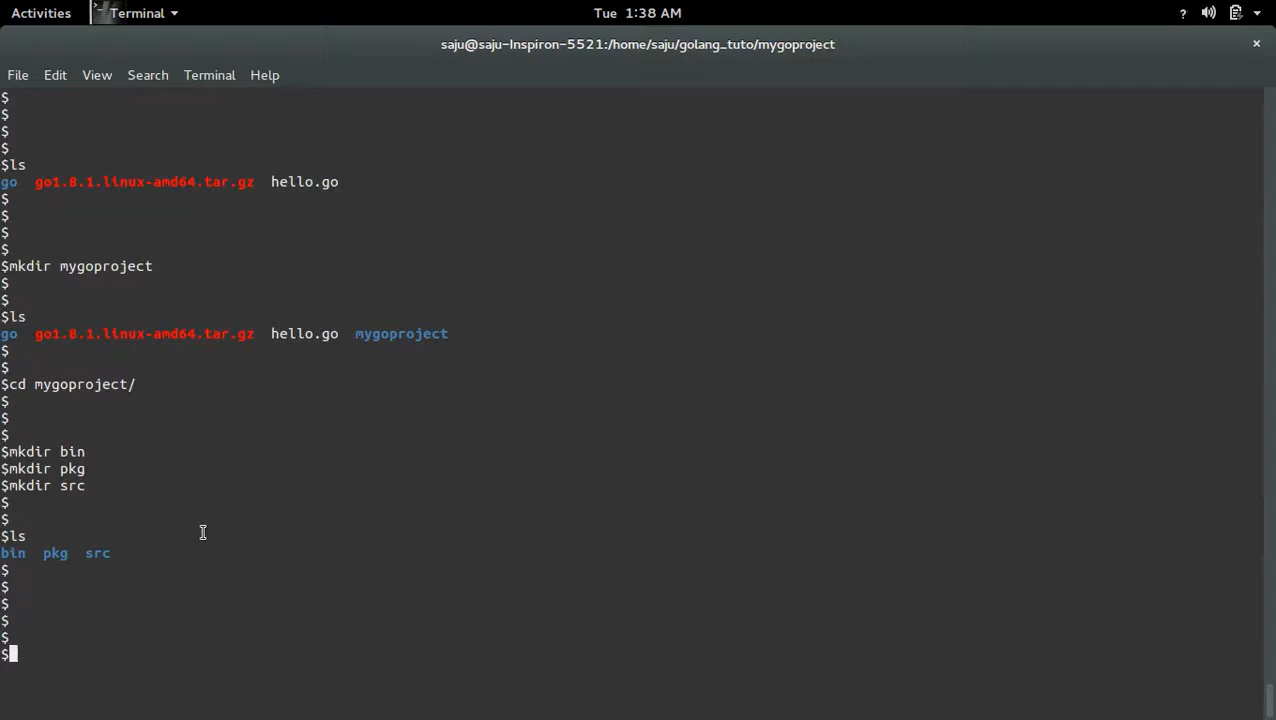 Activities Terminal Tue 1:38 AM ?
saju@saju-Inspiron-5521:/home/saju/golang_tuto/mygoproject ×
File Edit View Search Terminal Help
$
$
$
$
$ls
go go1.8.1.linux-amd64.tar.gz hello.go
$
$
$
$
$mkdir mygoproject
$
$
$ls
go go1.8.1.linux-amd64.tar.gz hello.go mygoproject
$
$
$cd mygoproject/
$
$
$
$mkdir bin
$mkdir pkg
$mkdir src
$
$
$ls
bin pkg src
$
$
$
$
$
$